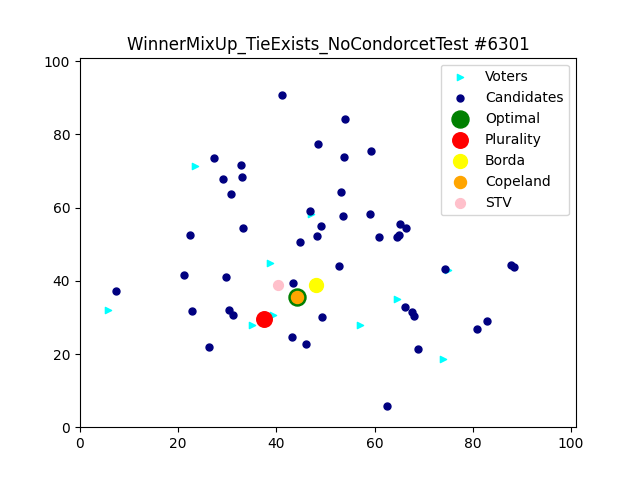 WinnerMixUp_TieExists_NoCondorcetTest #6301
100
80
60
40
20
0
0 20 40 60 80 100
Voters
Candidates
Optimal
Plurality
Borda
Copeland
STV